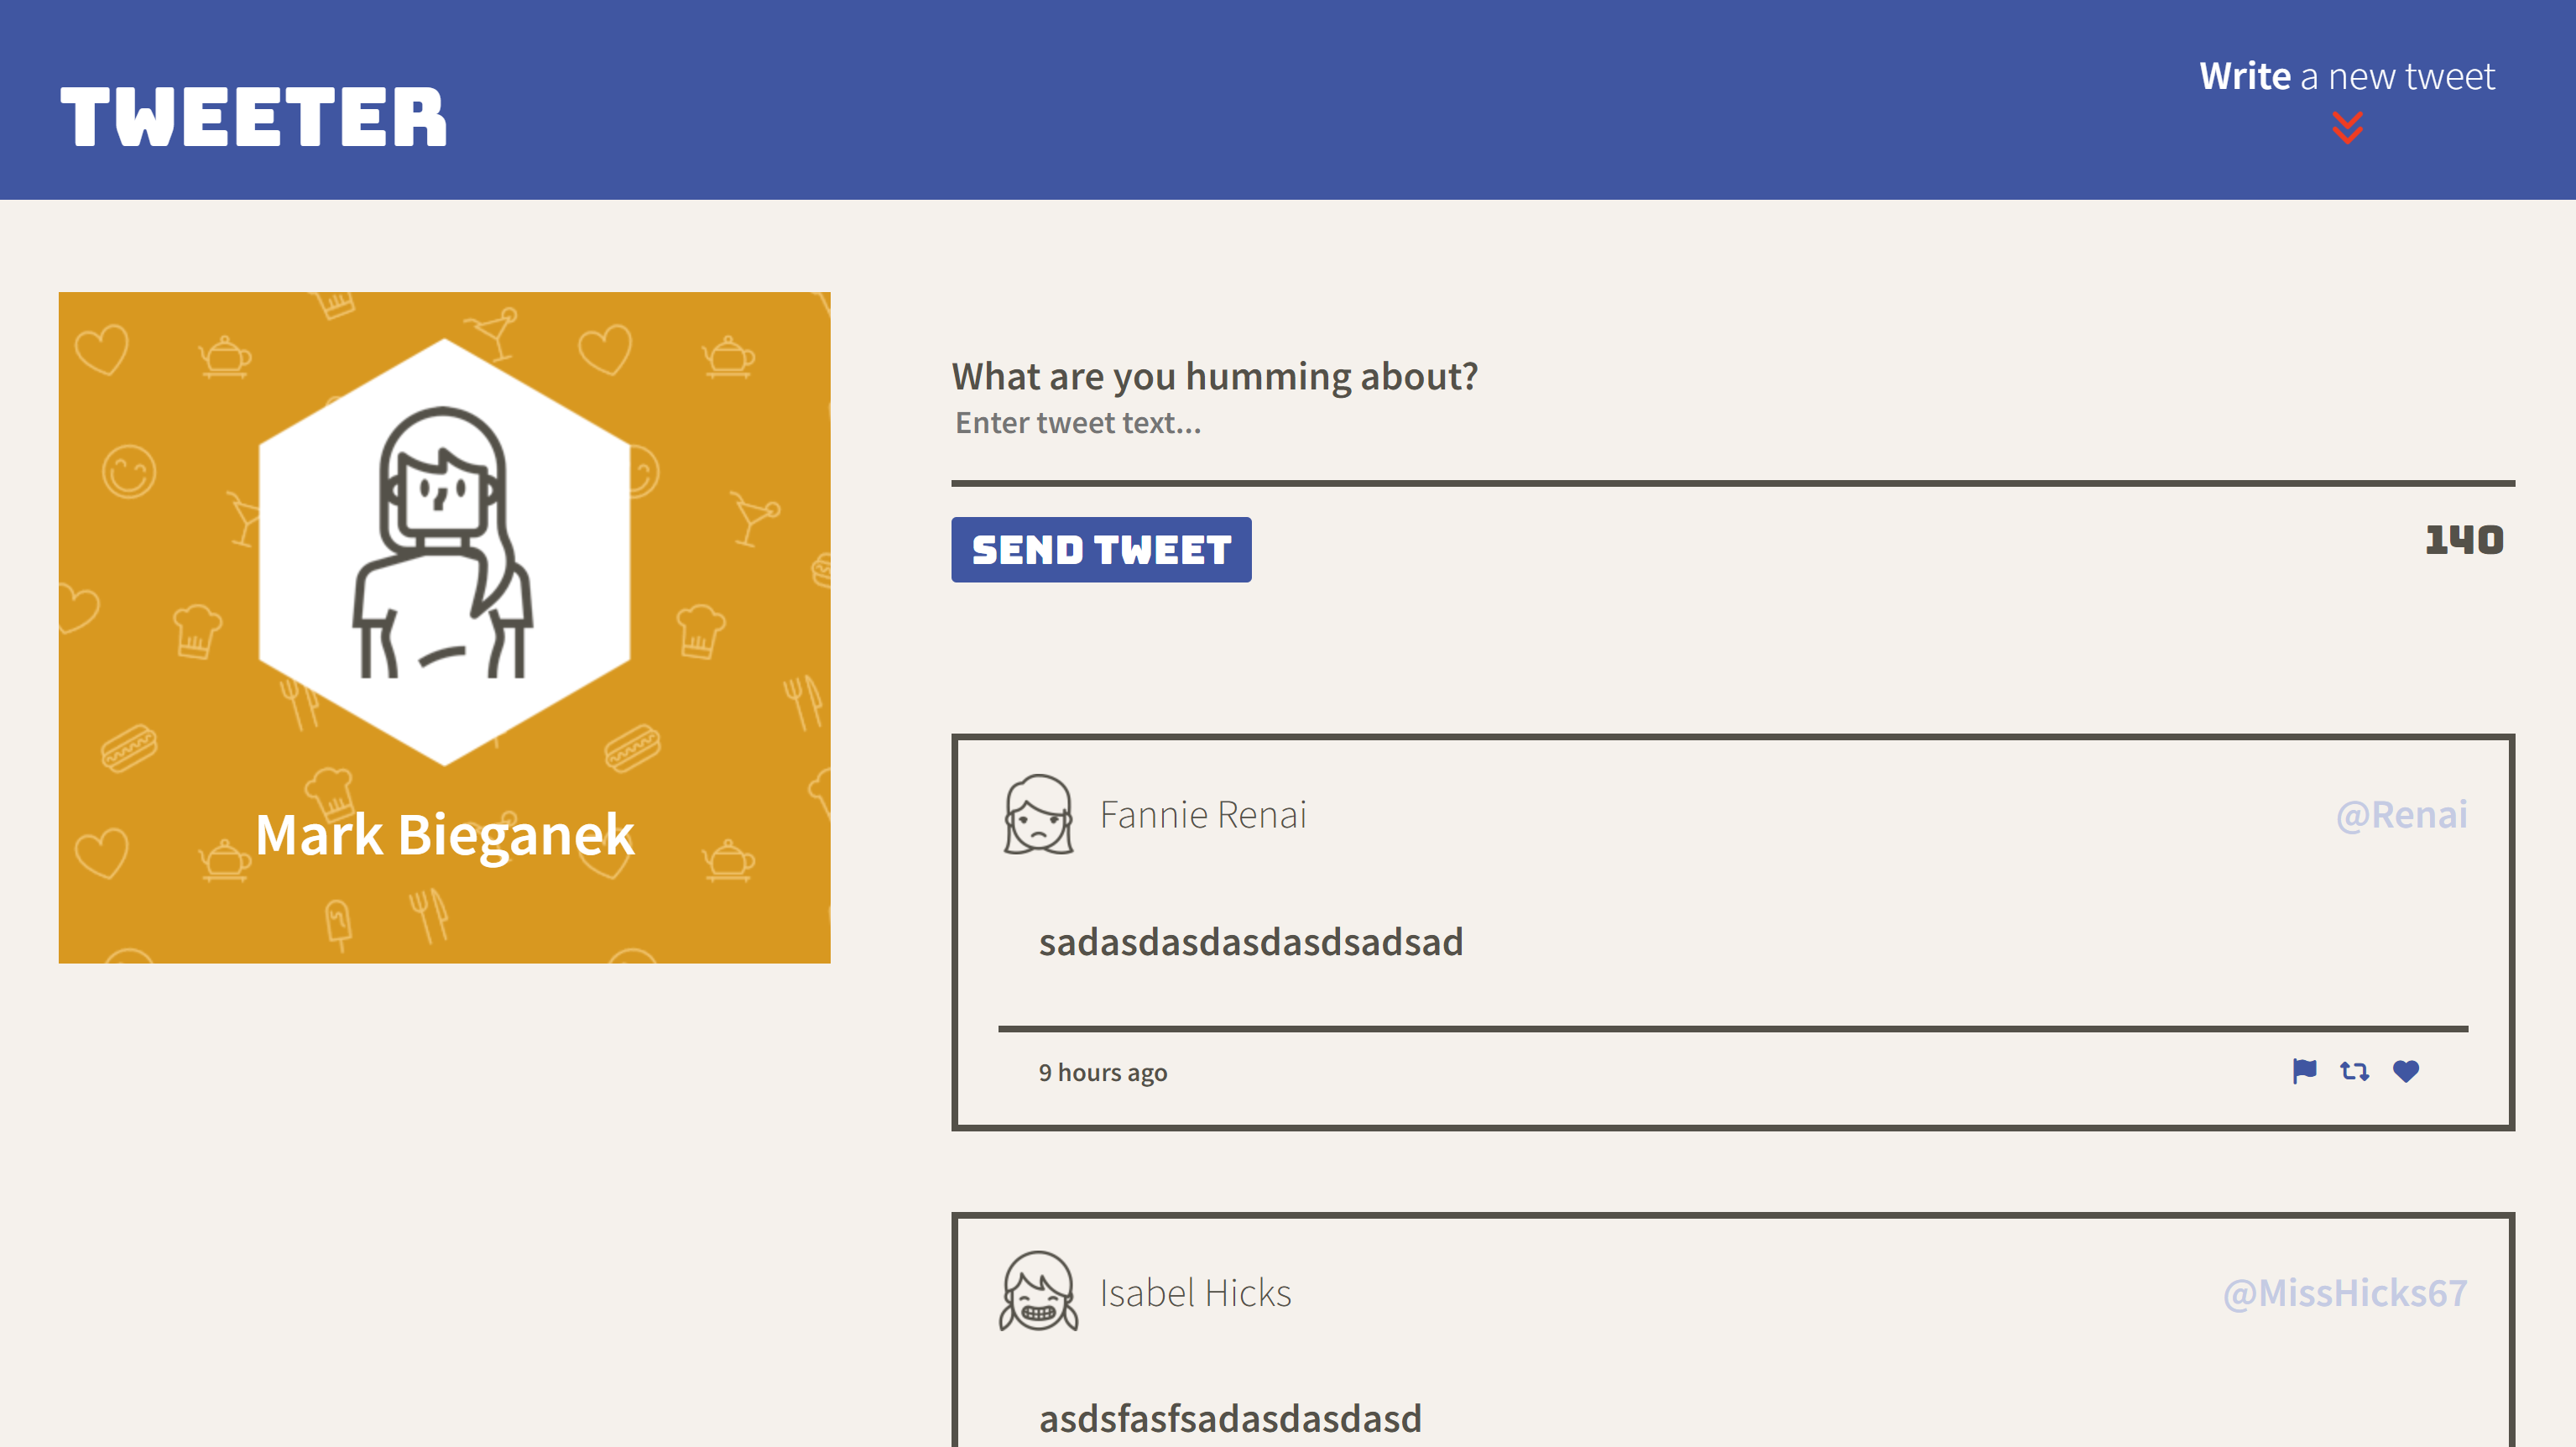 TWEETER
Write a new tweet
Mark Bieganek
What are you humming about?
Enter tweet text...
SEND TWEET
140
Fannie Renai
@Renai
sadasdasdasdasdsadsad
9 hours ago
Isabel Hicks
@MissHicks67
asdsfasfsadasdasdasd